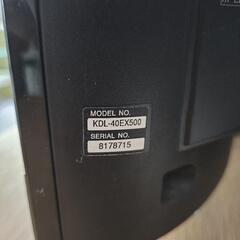 MODEL NO.
KDL-40EX500
SERIAL NO.
8178715